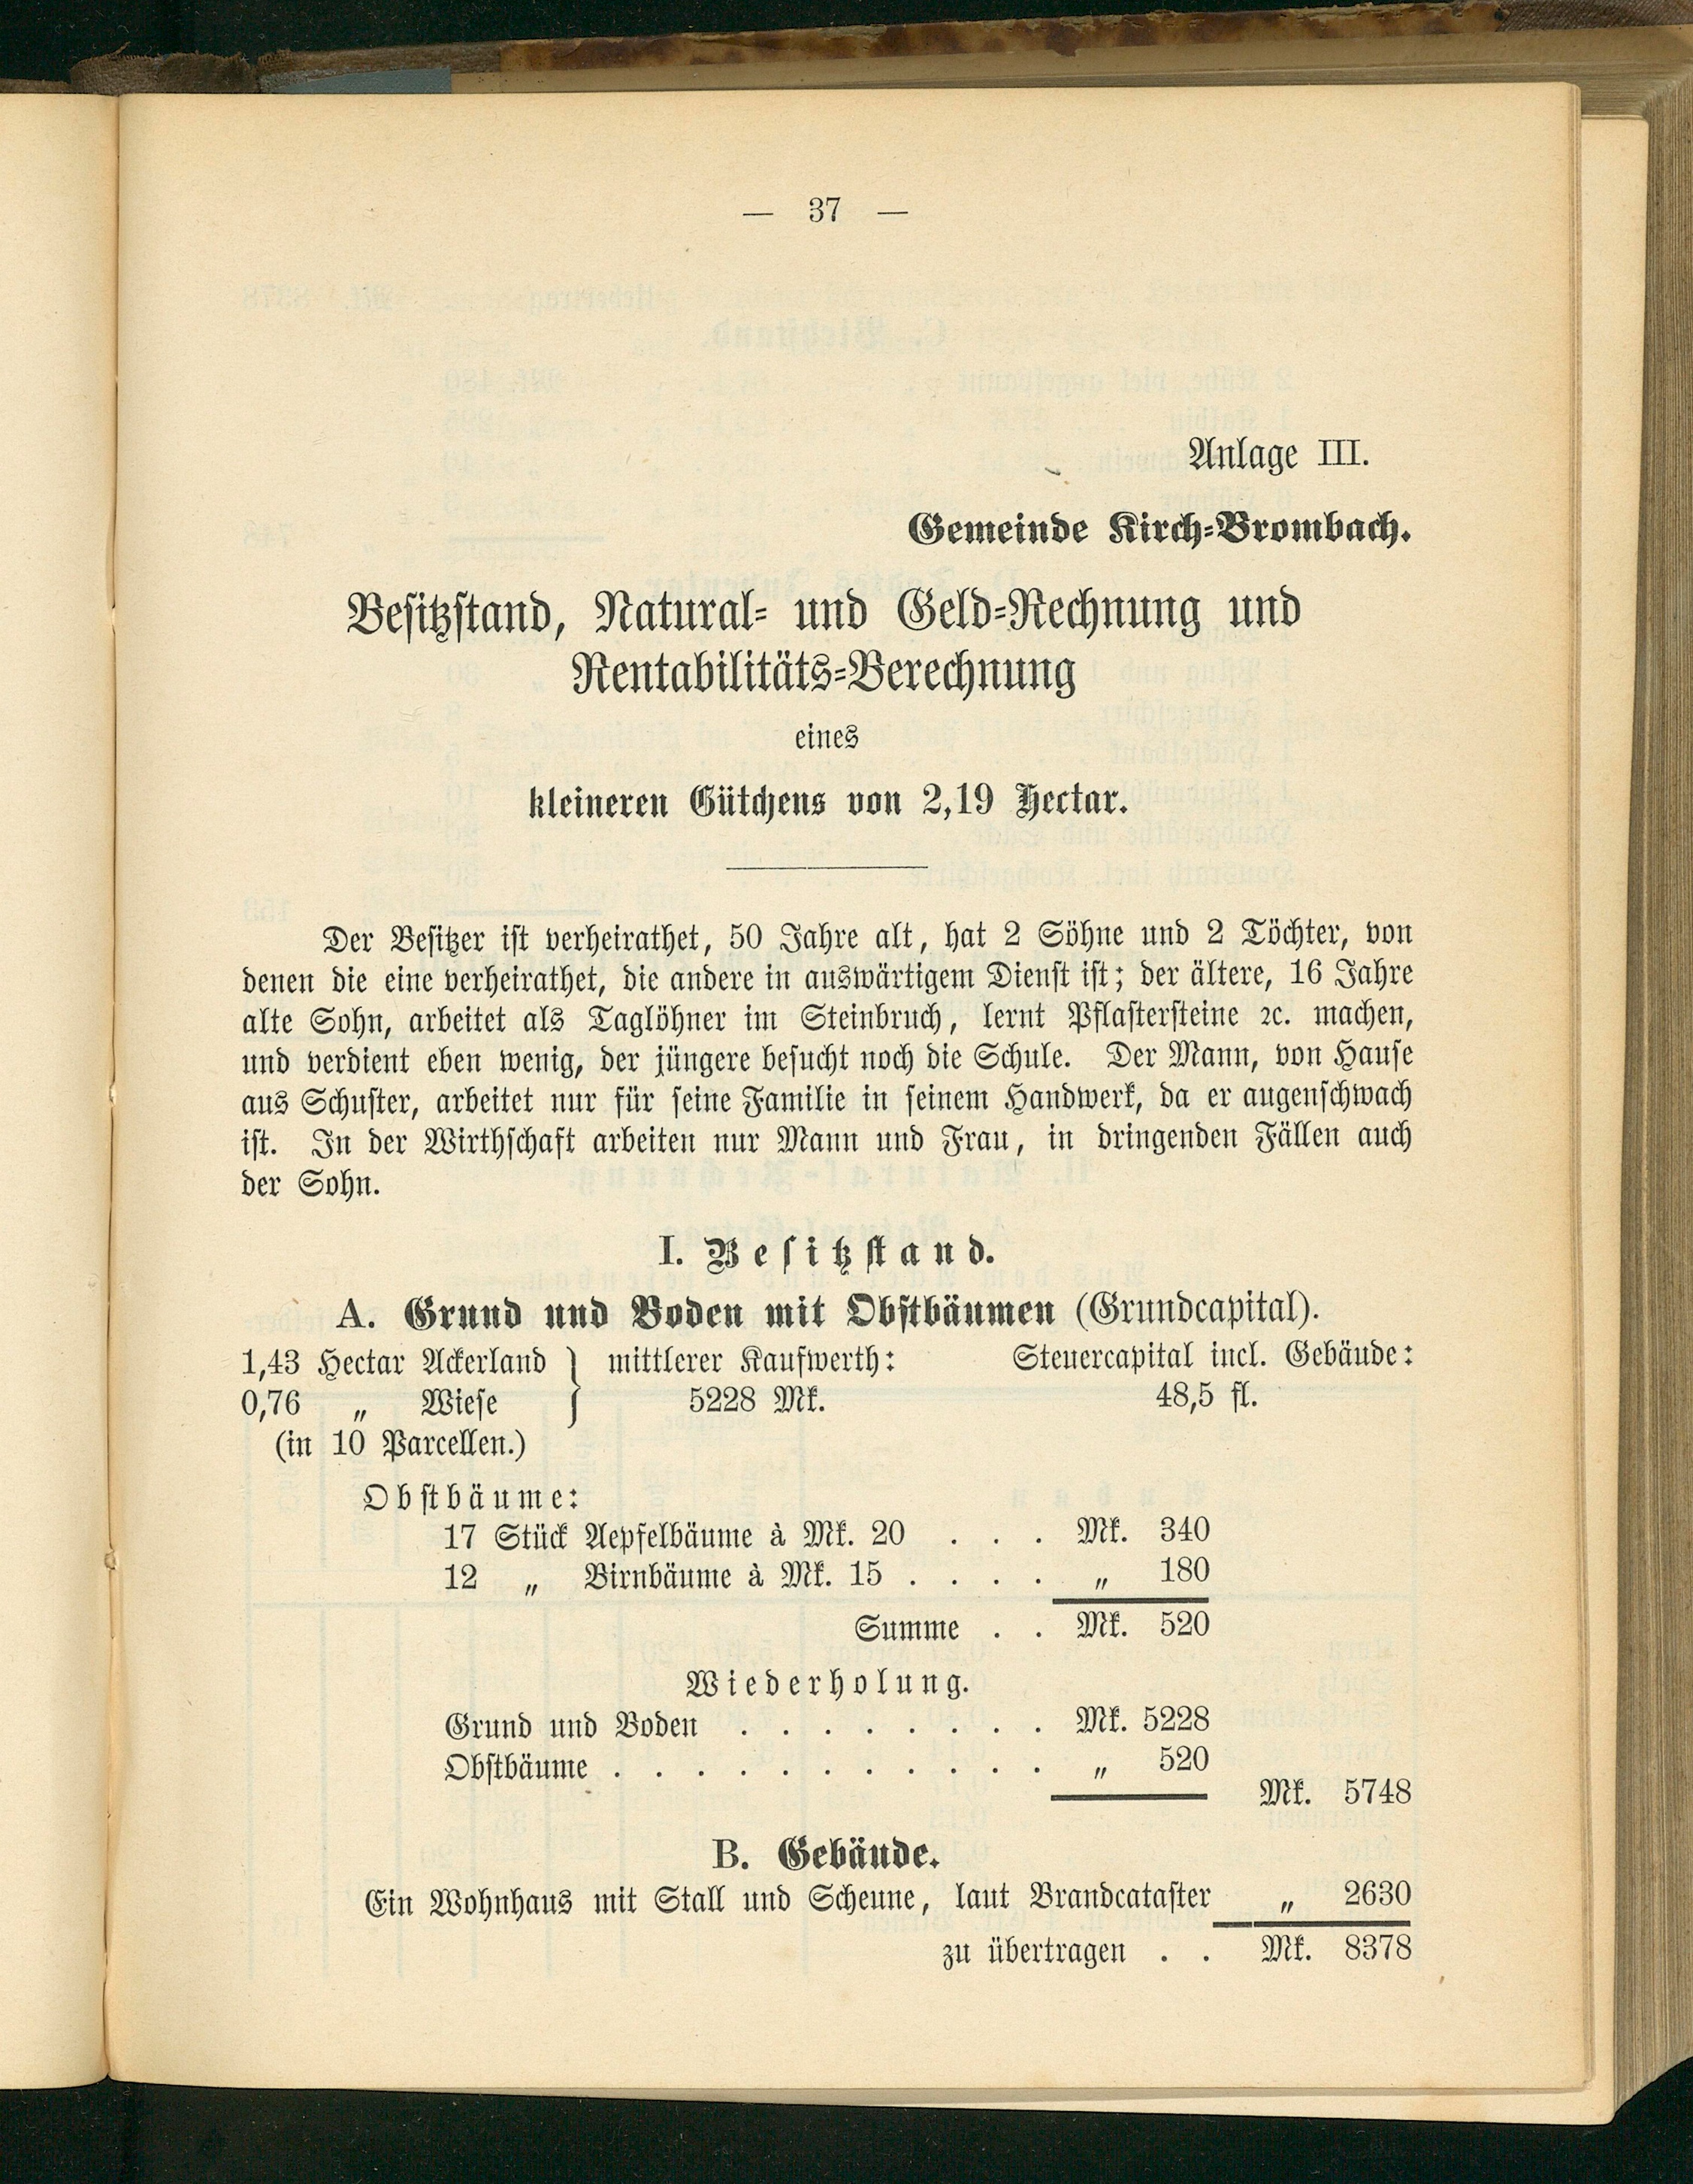 — 37 —
Anlage III.
Gemeinde Kirch-Brombach.
Besitzstand, Natural- und Geld-Rechnung und
Rentabilitäts-Berechnung
eines
kleineren Gütchens von 2,19 Hectar.
Der Besitzer ist verheirathet, 50 Jahre alt, hat 2 Söhne und 2 Töchter, von
denen die eine verheirathet, die andere in auswärtigem Dienst ist; der ältere, 16 Jahre
alte Sohn, arbeitet als Taglöhner im Steinbruch, lernt Pflastersteine ꝛc. machen,
und verdient eben wenig, der jüngere besucht noch die Schule. Der Mann, von Hause
aus Schuster, arbeitet nur für seine Familie in seinem Handwerk, da er augenschwach
ist. In der Wirthschaft arbeiten nur Mann und Frau, in dringenden Fällen auch
der Sohn.
I. Besitzstand.
A. Grund und Boden mit Obstbäumen (Grundcapital).
1,43 Hectar Ackerland } mittlerer Kaufwerth: Steuercapital incl. Gebäude:
0,76 „ Wiese } 5228 Mk. 48,5 fl.
(in 10 Parcellen.)
Obstbäume:
17 Stück Aepfelbäume à Mk. 20 . . . Mk. 340
12 „ Birnbäume à Mk. 15 . . . . „ 180
Summe . . Mk. 520
Wiederholung.
Grund und Boden . . . . . . . . Mk. 5228
Obstbäume . . . . . . . . . . . „ 520
Mk. 5748
B. Gebäude.
Ein Wohnhaus mit Stall und Scheune, laut Brandcataster „ 2630
zu übertragen . . Mk. 8378